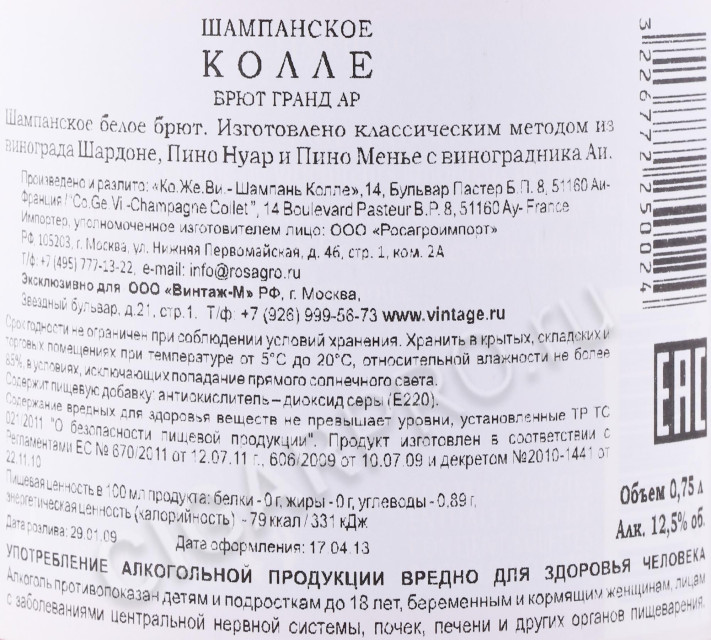 ШАМПАНСКОЕ
КОЛЛЕ
БРЮТ ГРАНД АР
Шампанское белое брют. Изготовлено классическим методом из
винограда Шардоне, Пино Нуар и Пино Менье с виноградника Аи.
Произведено и разлито: «Ко.Же.Ви.- Шампань Колле», 14, Бульвар Пастер Б.П. 8, 51160 Аи-
Франция / "Co.Ge.Vi -Champagne Collet", 14 Boulevard Pasteur B.P. 8, 51160 Ay- France
Импортер, уполномоченное изготовителем лицо: ООО «Росагроимпорт»
РФ, 105203, г. Москва, ул. Нижняя Первомайская, д. 46, стр. 1, ком. 2А
Т/ф: +7 (495) 777-13-22, e-mail: info@rosagro.ru
Эксклюзивно для ООО «Винтаж-М» РФ, г. Москва,
Звездный бульвар, д.21, стр.1. Т/ф: +7 (926) 999-56-73 www.vintage.ru
Срок годности не ограничен при соблюдении условий хранения. Хранить в крытых, складских и
торговых помещениях при температуре от 5°С до 20°С, относительной влажности не более
85%, в условиях, исключающих попадание прямого солнечного света.
Содержит пищевую добавку: антиокислитель – диоксид серы (Е220).
Содержание вредных для здоровья веществ не превышает уровни, установленные ТР ТС
021/2011 "О безопасности пищевой продукции". Продукт изготовлен в соответствии с
Регламентами ЕС № 670/2011 от 12.07.11 г., 606/2009 от 10.07.09 и декретом №2010-1441 от
22.11.10
Пищевая ценность в 100 мл продукта: белки - 0 г, жиры - 0 г, углеводы - 0,89 г,
энергетическая ценность (калорийность) - 79 ккал / 331 кДж
Дата розлива: 29.01.09 Дата оформления: 17.04.13
УПОТРЕБЛЕНИЕ АЛКОГОЛЬНОЙ ПРОДУКЦИИ ВРЕДНО ДЛЯ ЗДОРОВЬЯ ЧЕЛОВЕКА
Алкоголь противопоказан детям и подросткам до 18 лет, беременным и кормящим женщинам, лицам
с заболеваниями центральной нервной системы, почек, печени и других органов пищеварения.
3226772250024
EAC
Объем 0,75 л
Алк. 12,5% об.